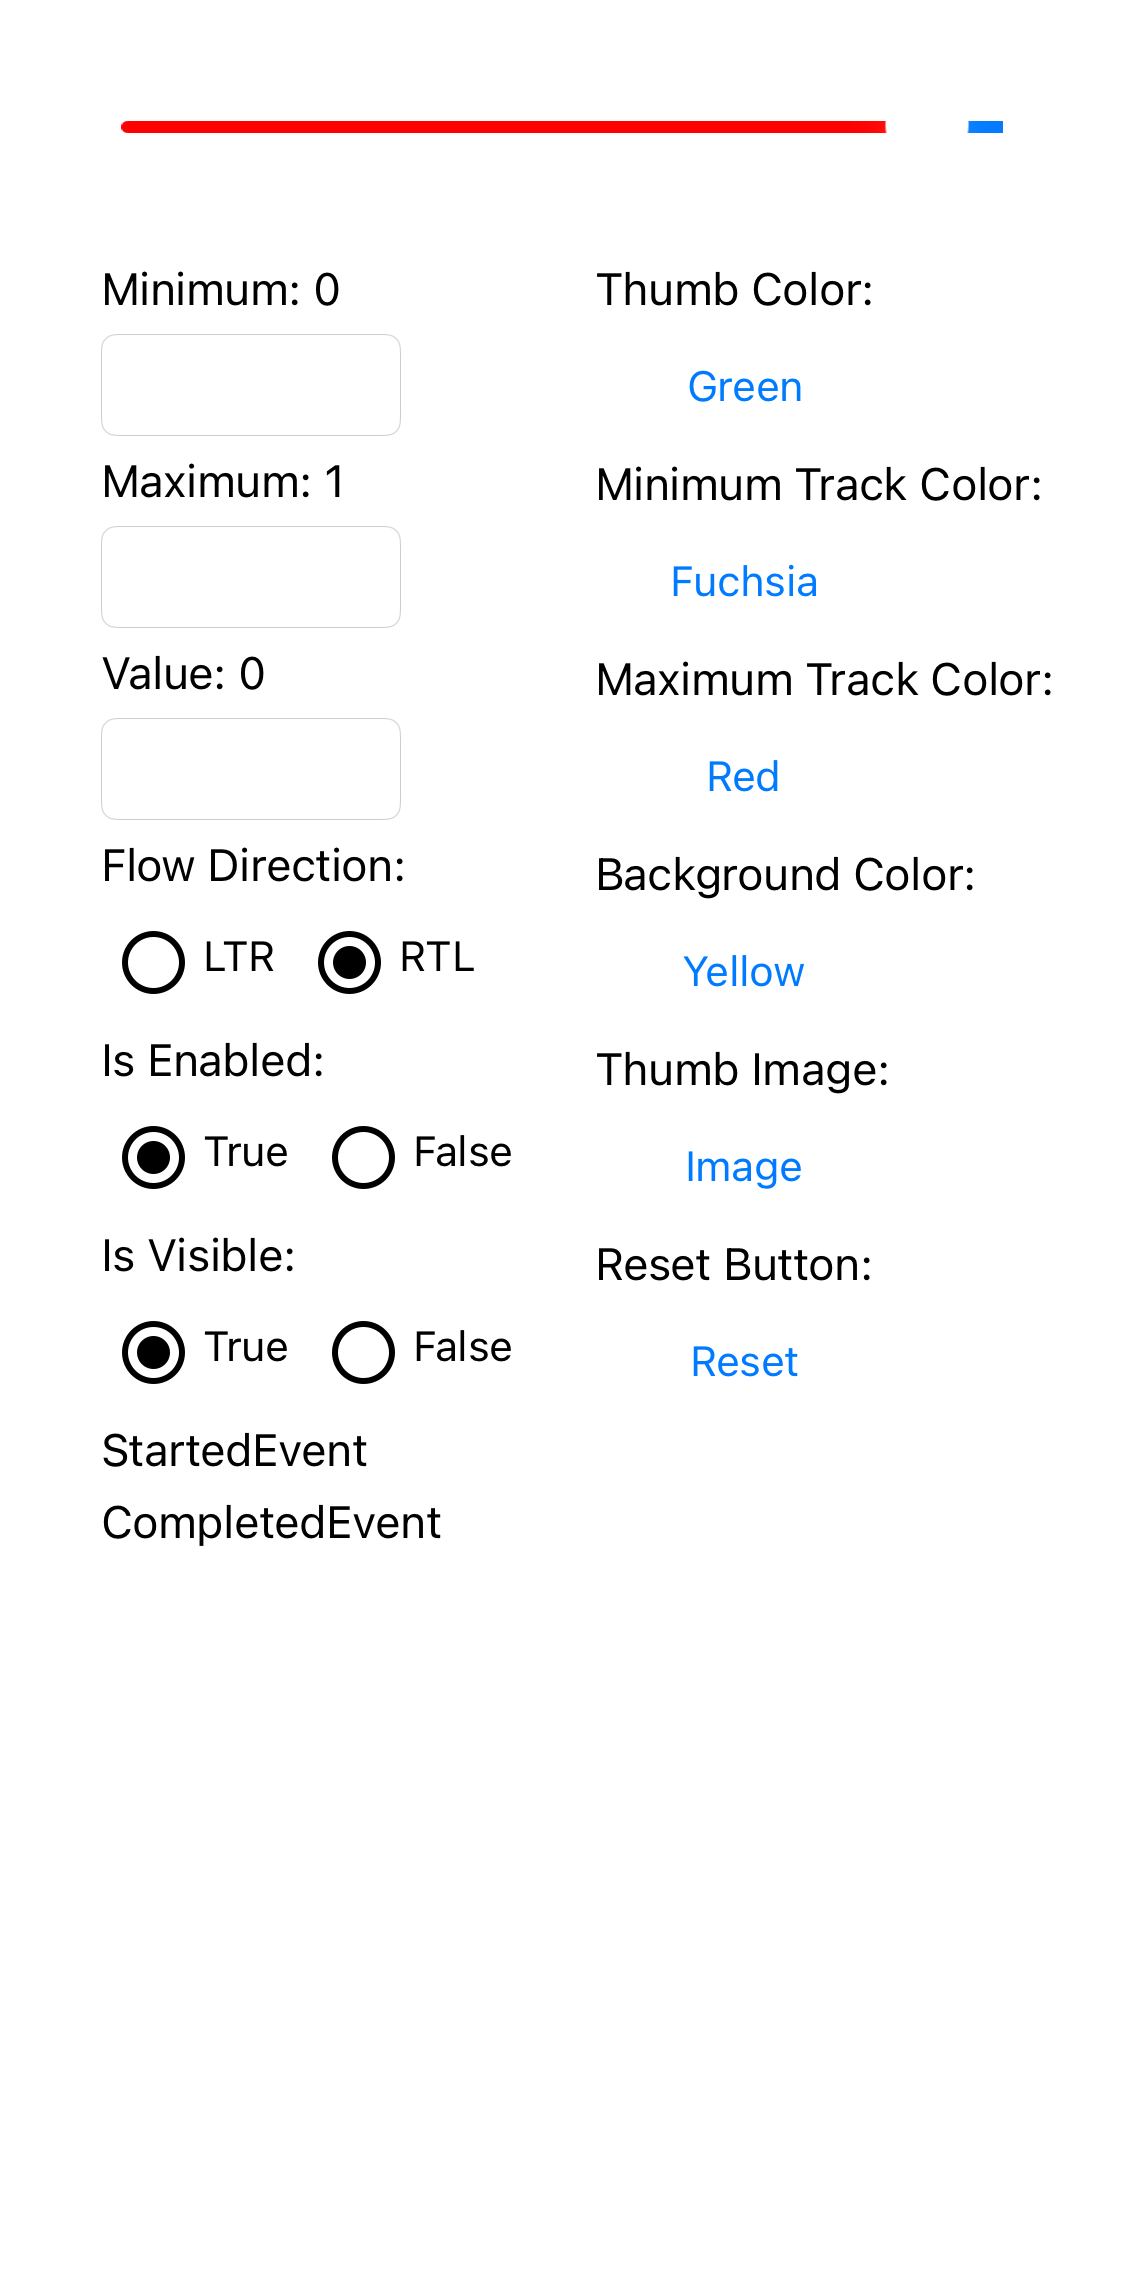 Minimum: 0
Maximum: 1
Value: 0
Flow Direction:
LTR RTL
Is Enabled:
True False
Is Visible:
True False
StartedEvent
CompletedEvent
Thumb Color:
Green
Minimum Track Color:
Fuchsia
Maximum Track Color:
Red
Background Color:
Yellow
Thumb Image:
Image
Reset Button:
Reset